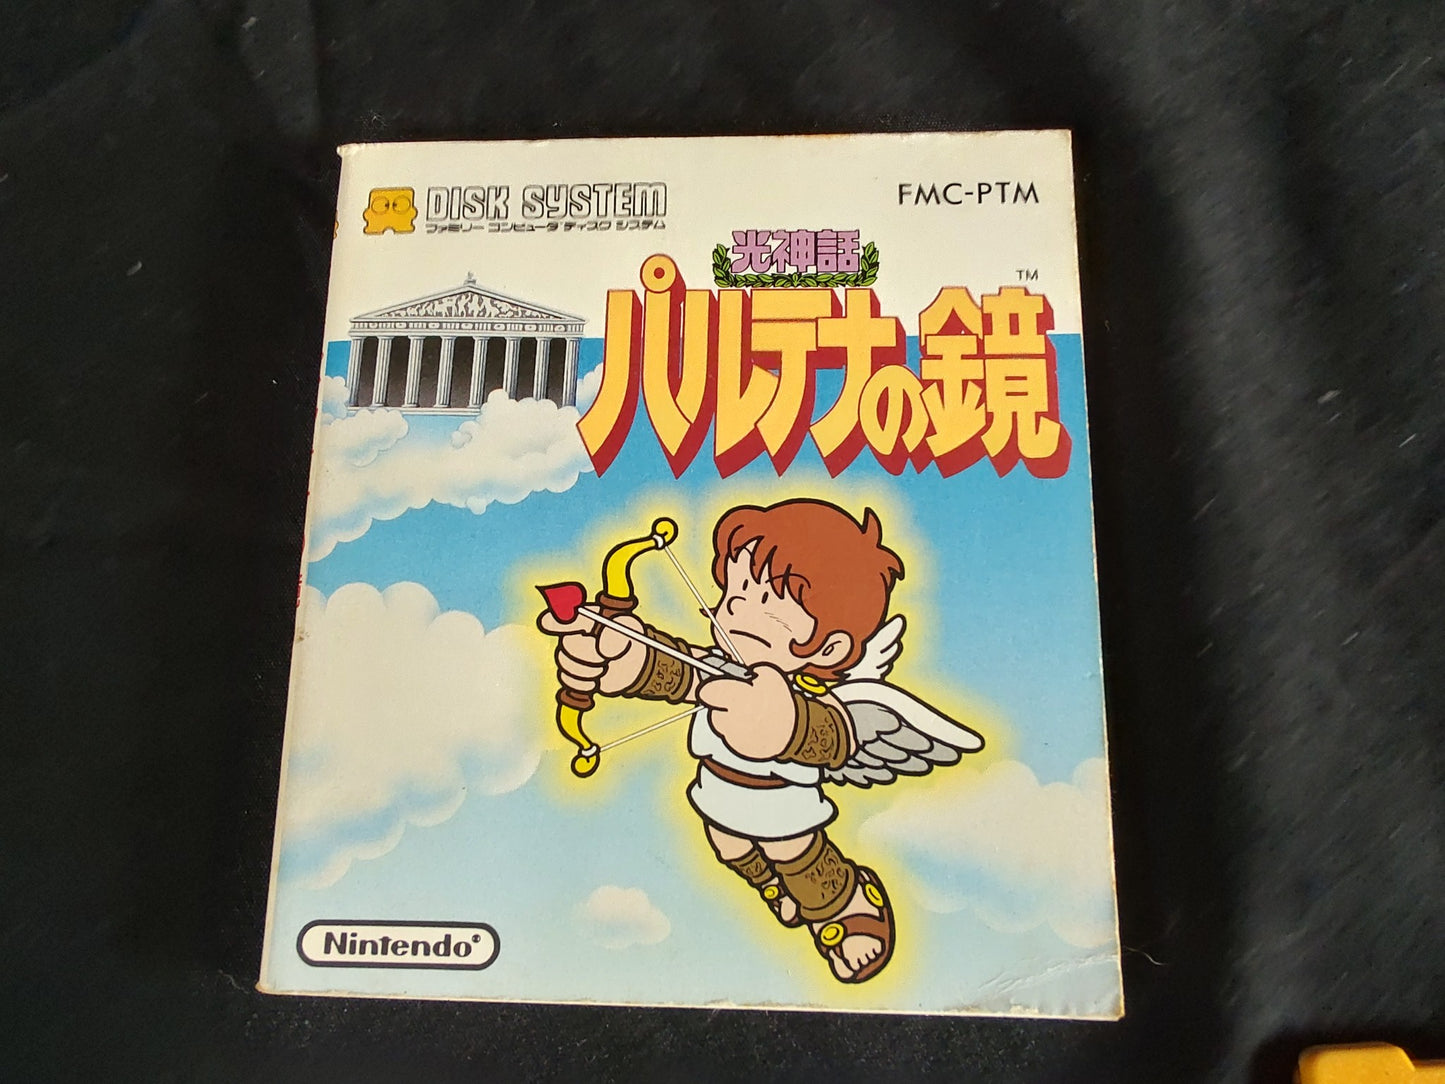 DISK SYSTEM
ファミリー コンピュータ ディスク システム
FMC-PTM
光神話
TM
パルテナの鏡
Nintendo®